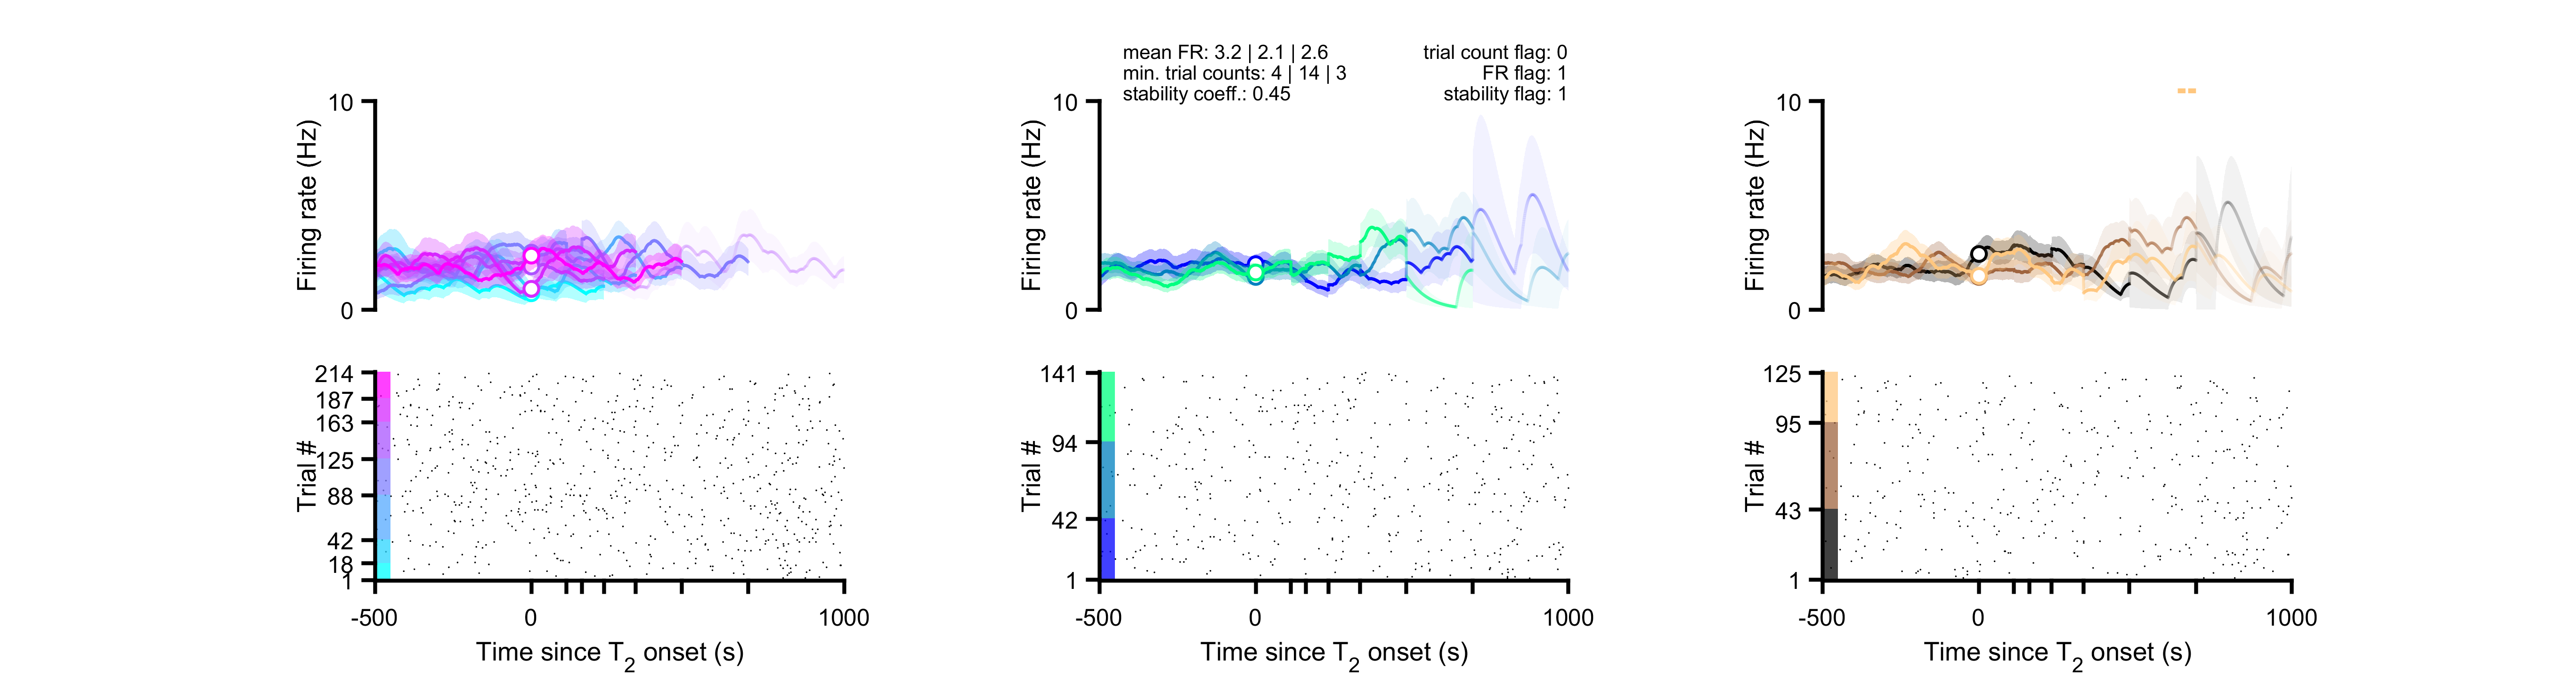 mean FR: 3.2 | 2.1 | 2.6
min. trial counts: 4 | 14 | 3
stability coeff.: 0.45
trial count flag: 0
FR flag: 1
stability flag: 1
10
0
Firing rate (Hz)
10
0
Firing rate (Hz)
10
0
Firing rate (Hz)
214
187
163
125
88
42
18
1
Trial #
-500
0
1000
Time since T2 onset (s)
141
94
42
1
Trial #
-500
0
1000
Time since T2 onset (s)
125
95
43
1
Trial #
-500
0
1000
Time since T2 onset (s)